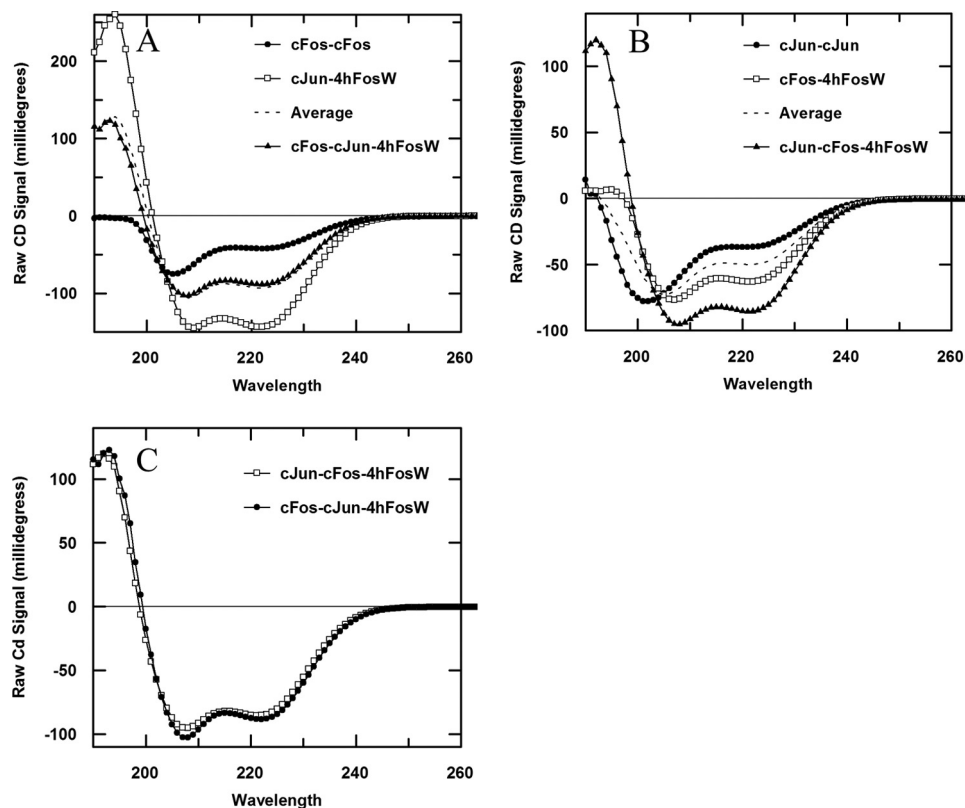 A
cFos-cFos
cJun-4hFosW
Average
cFos-cJun-4hFosW
Raw CD Signal (millidegrees)
200
100
0
-100
200 220 240 260
Wavelength
B
cJun-cJun
cFos-4hFosW
Average
cJun-cFos-4hFosW
Raw CD Signal (millidegrees)
100
50
0
-50
-100
200 220 240 260
Wavelength
C
cJun-cFos-4hFosW
cFos-cJun-4hFosW
Raw Cd Signal (millidegress)
100
50
0
-50
-100
200 220 240 260
Wavelength